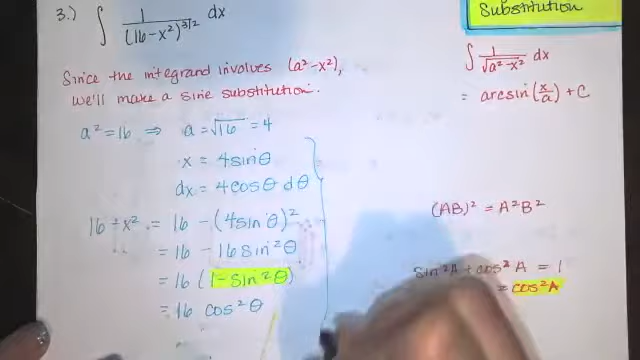 3.) ∫ 1/(16-x²)^3/2 dx
Since the integrand involves (a²-x²),
we'll make a sine substitution.
a² = 16 ⇒ a = √16 = 4
x = 4sinθ
dx = 4cosθ dθ
16-x² = 16 - (4sinθ)²
= 16 - 16sin²θ
= 16 (1-sin²θ)
= 16 cos²θ
Substitution
∫ 1/√(a²-x²) dx
= arcsin(x/a) + C
(AB)² = A²B²
sin²A + cos²A = 1
= cos²A